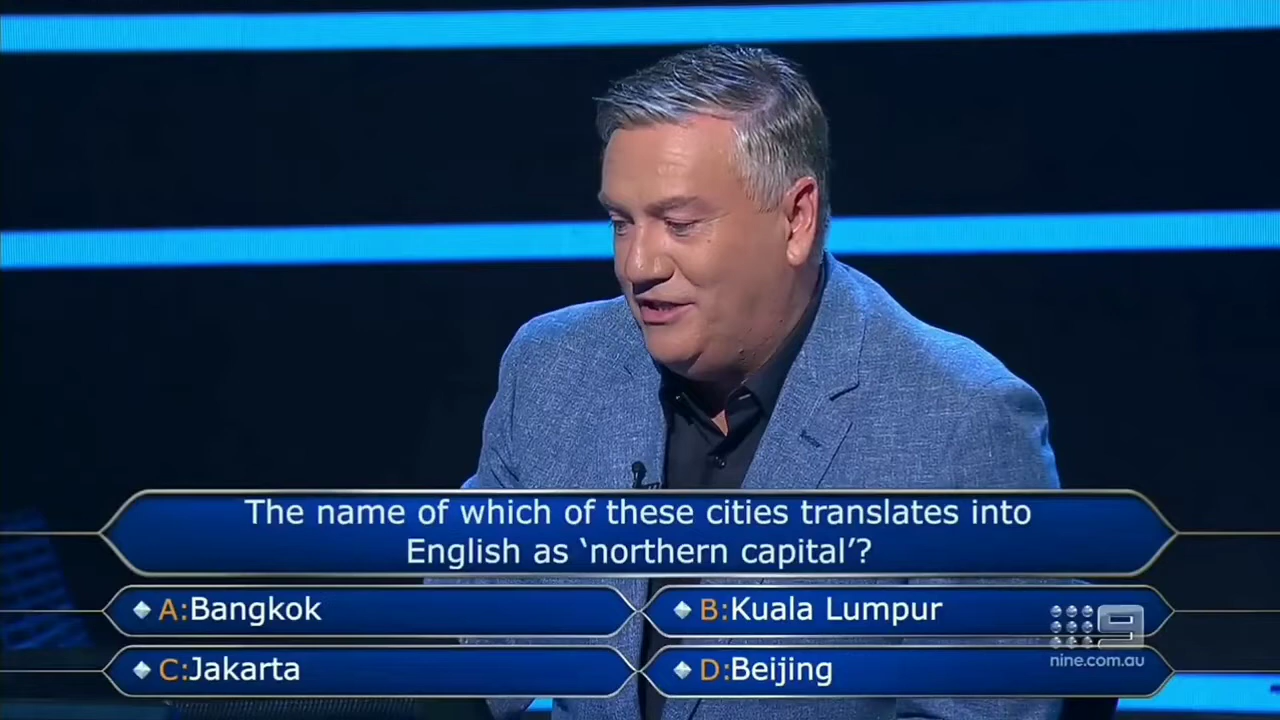 The name of which of these cities translates into
English as ‘northern capital’?
A:Bangkok
B:Kuala Lumpur
C:Jakarta
D:Beijing
9
nine.com.au